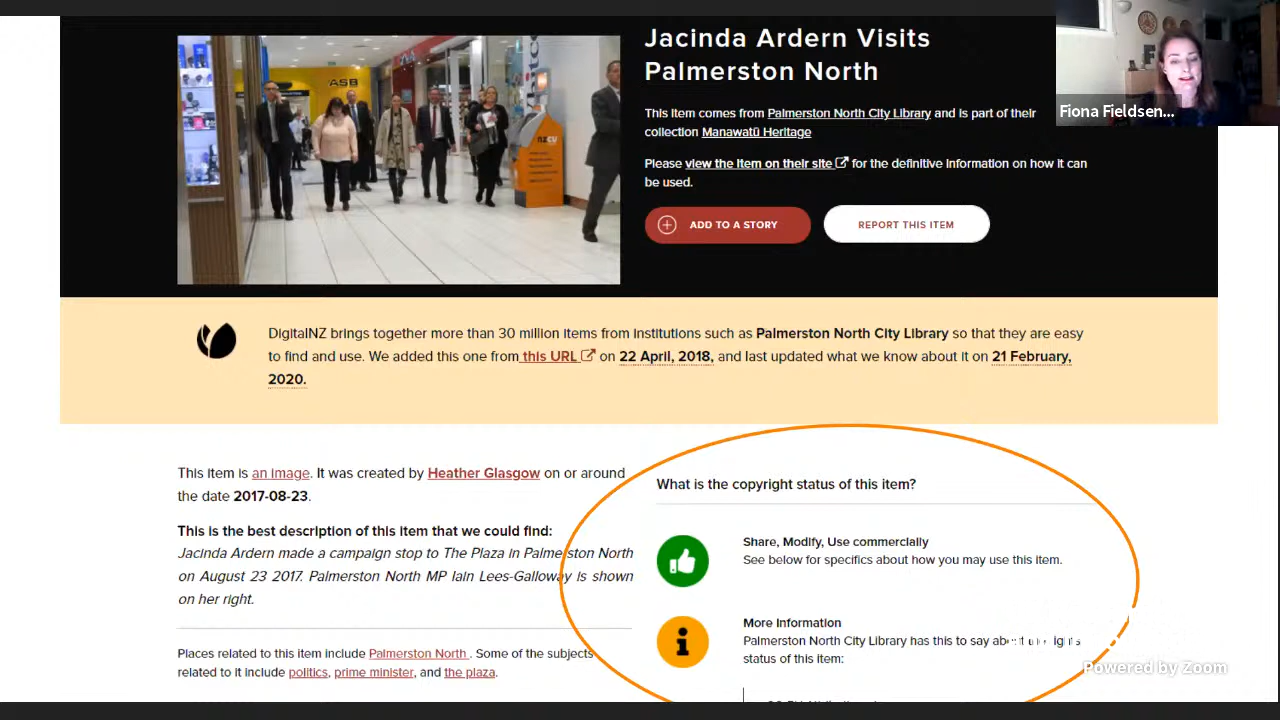 Jacinda Ardern Visits
Palmerston North
This item comes from Palmerston North City Library and is part of their
collection Manawatū Heritage
Please view the item on their site for the definitive information on how it can
be used.
ADD TO A STORY
REPORT THIS ITEM
Fiona Fieldsen...
ASB
DigitalNZ brings together more than 30 million items from institutions such as Palmerston North City Library so that they are easy
to find and use. We added this one from this URL on 22 April, 2018, and last updated what we know about it on 21 February,
2020.
This item is an image. It was created by Heather Glasgow on or around
the date 2017-08-23.
This is the best description of this item that we could find:
Jacinda Ardern made a campaign stop to The Plaza in Palmerston North
on August 23 2017. Palmerston North MP Iain Lees-Galloway is shown
on her right.
Places related to this item include Palmerston North . Some of the subjects
related to it include politics, prime minister, and the plaza.
What is the copyright status of this item?
Share, Modify, Use commercially
See below for specifics about how you may use this item.
More Information
Palmerston North City Library has this to say about the rights
status of this item:
Powered by Zoom